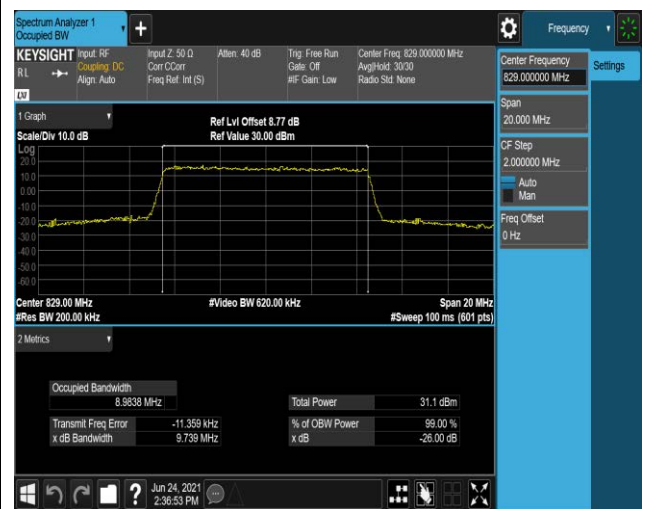 Spectrum Analyzer 1
Occupied BW
+
Frequency
KEYSIGHT
RL
LXI
Input: RF
Coupling: DC
Align: Auto
Input Z: 50 Ω
Corr CCorr
Freq Ref: Int (S)
Atten: 40 dB
Trig: Free Run
Gate: Off
#IF Gain: Low
Center Freq: 829.000000 MHz
Avg|Hold: 30/30
Radio Std: None
Center Frequency
829.000000 MHz
Settings
Span
20.000 MHz
CF Step
2.000000 MHz
Auto
Man
Freq Offset
0 Hz
1 Graph
Scale/Div 10.0 dB
Ref Lvl Offset 8.77 dB
Ref Value 30.00 dBm
Log
20.0
10.0
0.00
-10.0
-20.0
-30.0
-40.0
-50.0
-60.0
Center 829.00 MHz
#Video BW 620.00 kHz
Span 20 MHz
#Res BW 200.00 kHz
#Sweep 100 ms (601 pts)
2 Metrics
Occupied Bandwidth
8.9838 MHz
Total Power 31.1 dBm
Transmit Freq Error -11.359 kHz
% of OBW Power 99.00 %
x dB Bandwidth 9.739 MHz
x dB -26.00 dB
?
Jun 24, 2021
2:36:53 PM